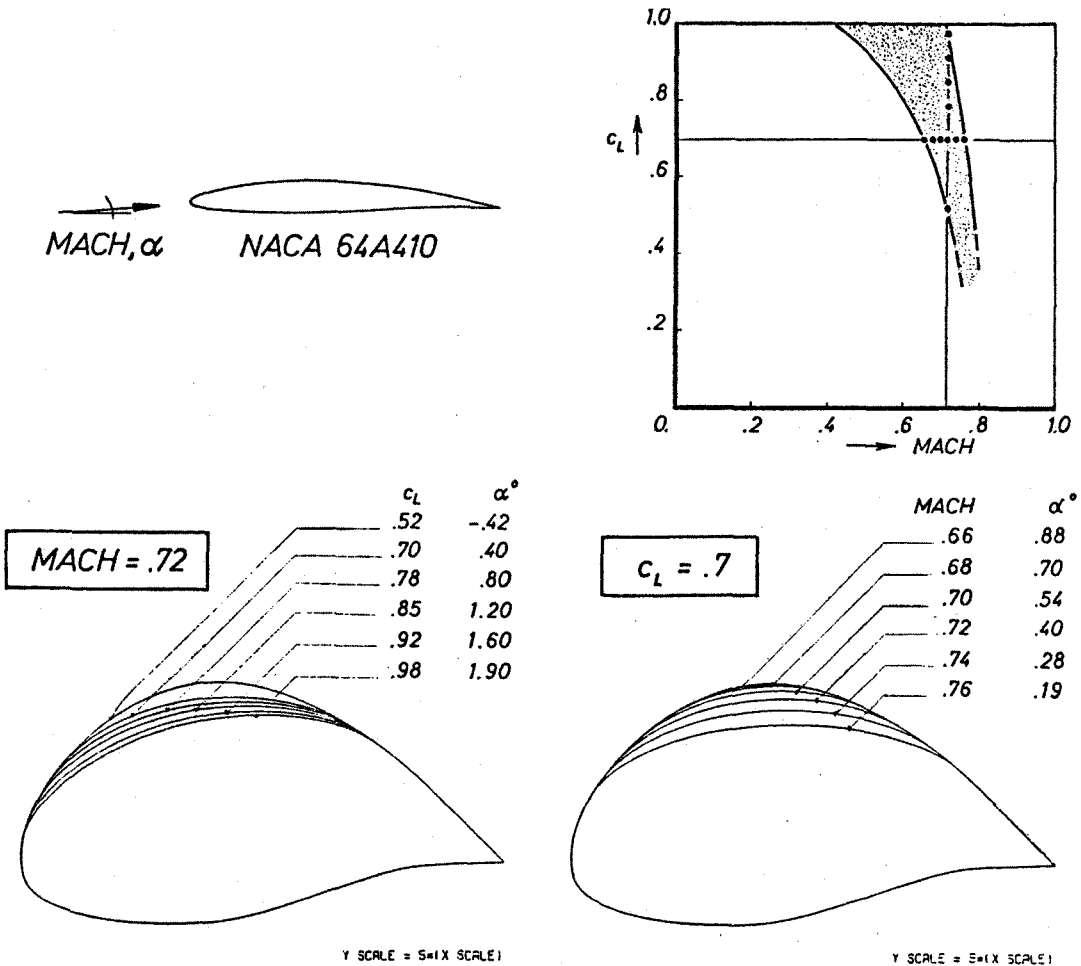 MACH, α
NACA 64A410
1.0
.8
c_L
.6
.4
.2
0.
.2
.4
.6
.8
1.0
MACH
MACH = .72
c_L α°
.52 -.42
.70 .40
.78 .80
.85 1.20
.92 1.60
.98 1.90
Y SCALE = 5*(X SCALE)
c_L = .7
MACH α°
.66 .88
.68 .70
.70 .54
.72 .40
.74 .28
.76 .19
Y SCALE = 5*(X SCALE)